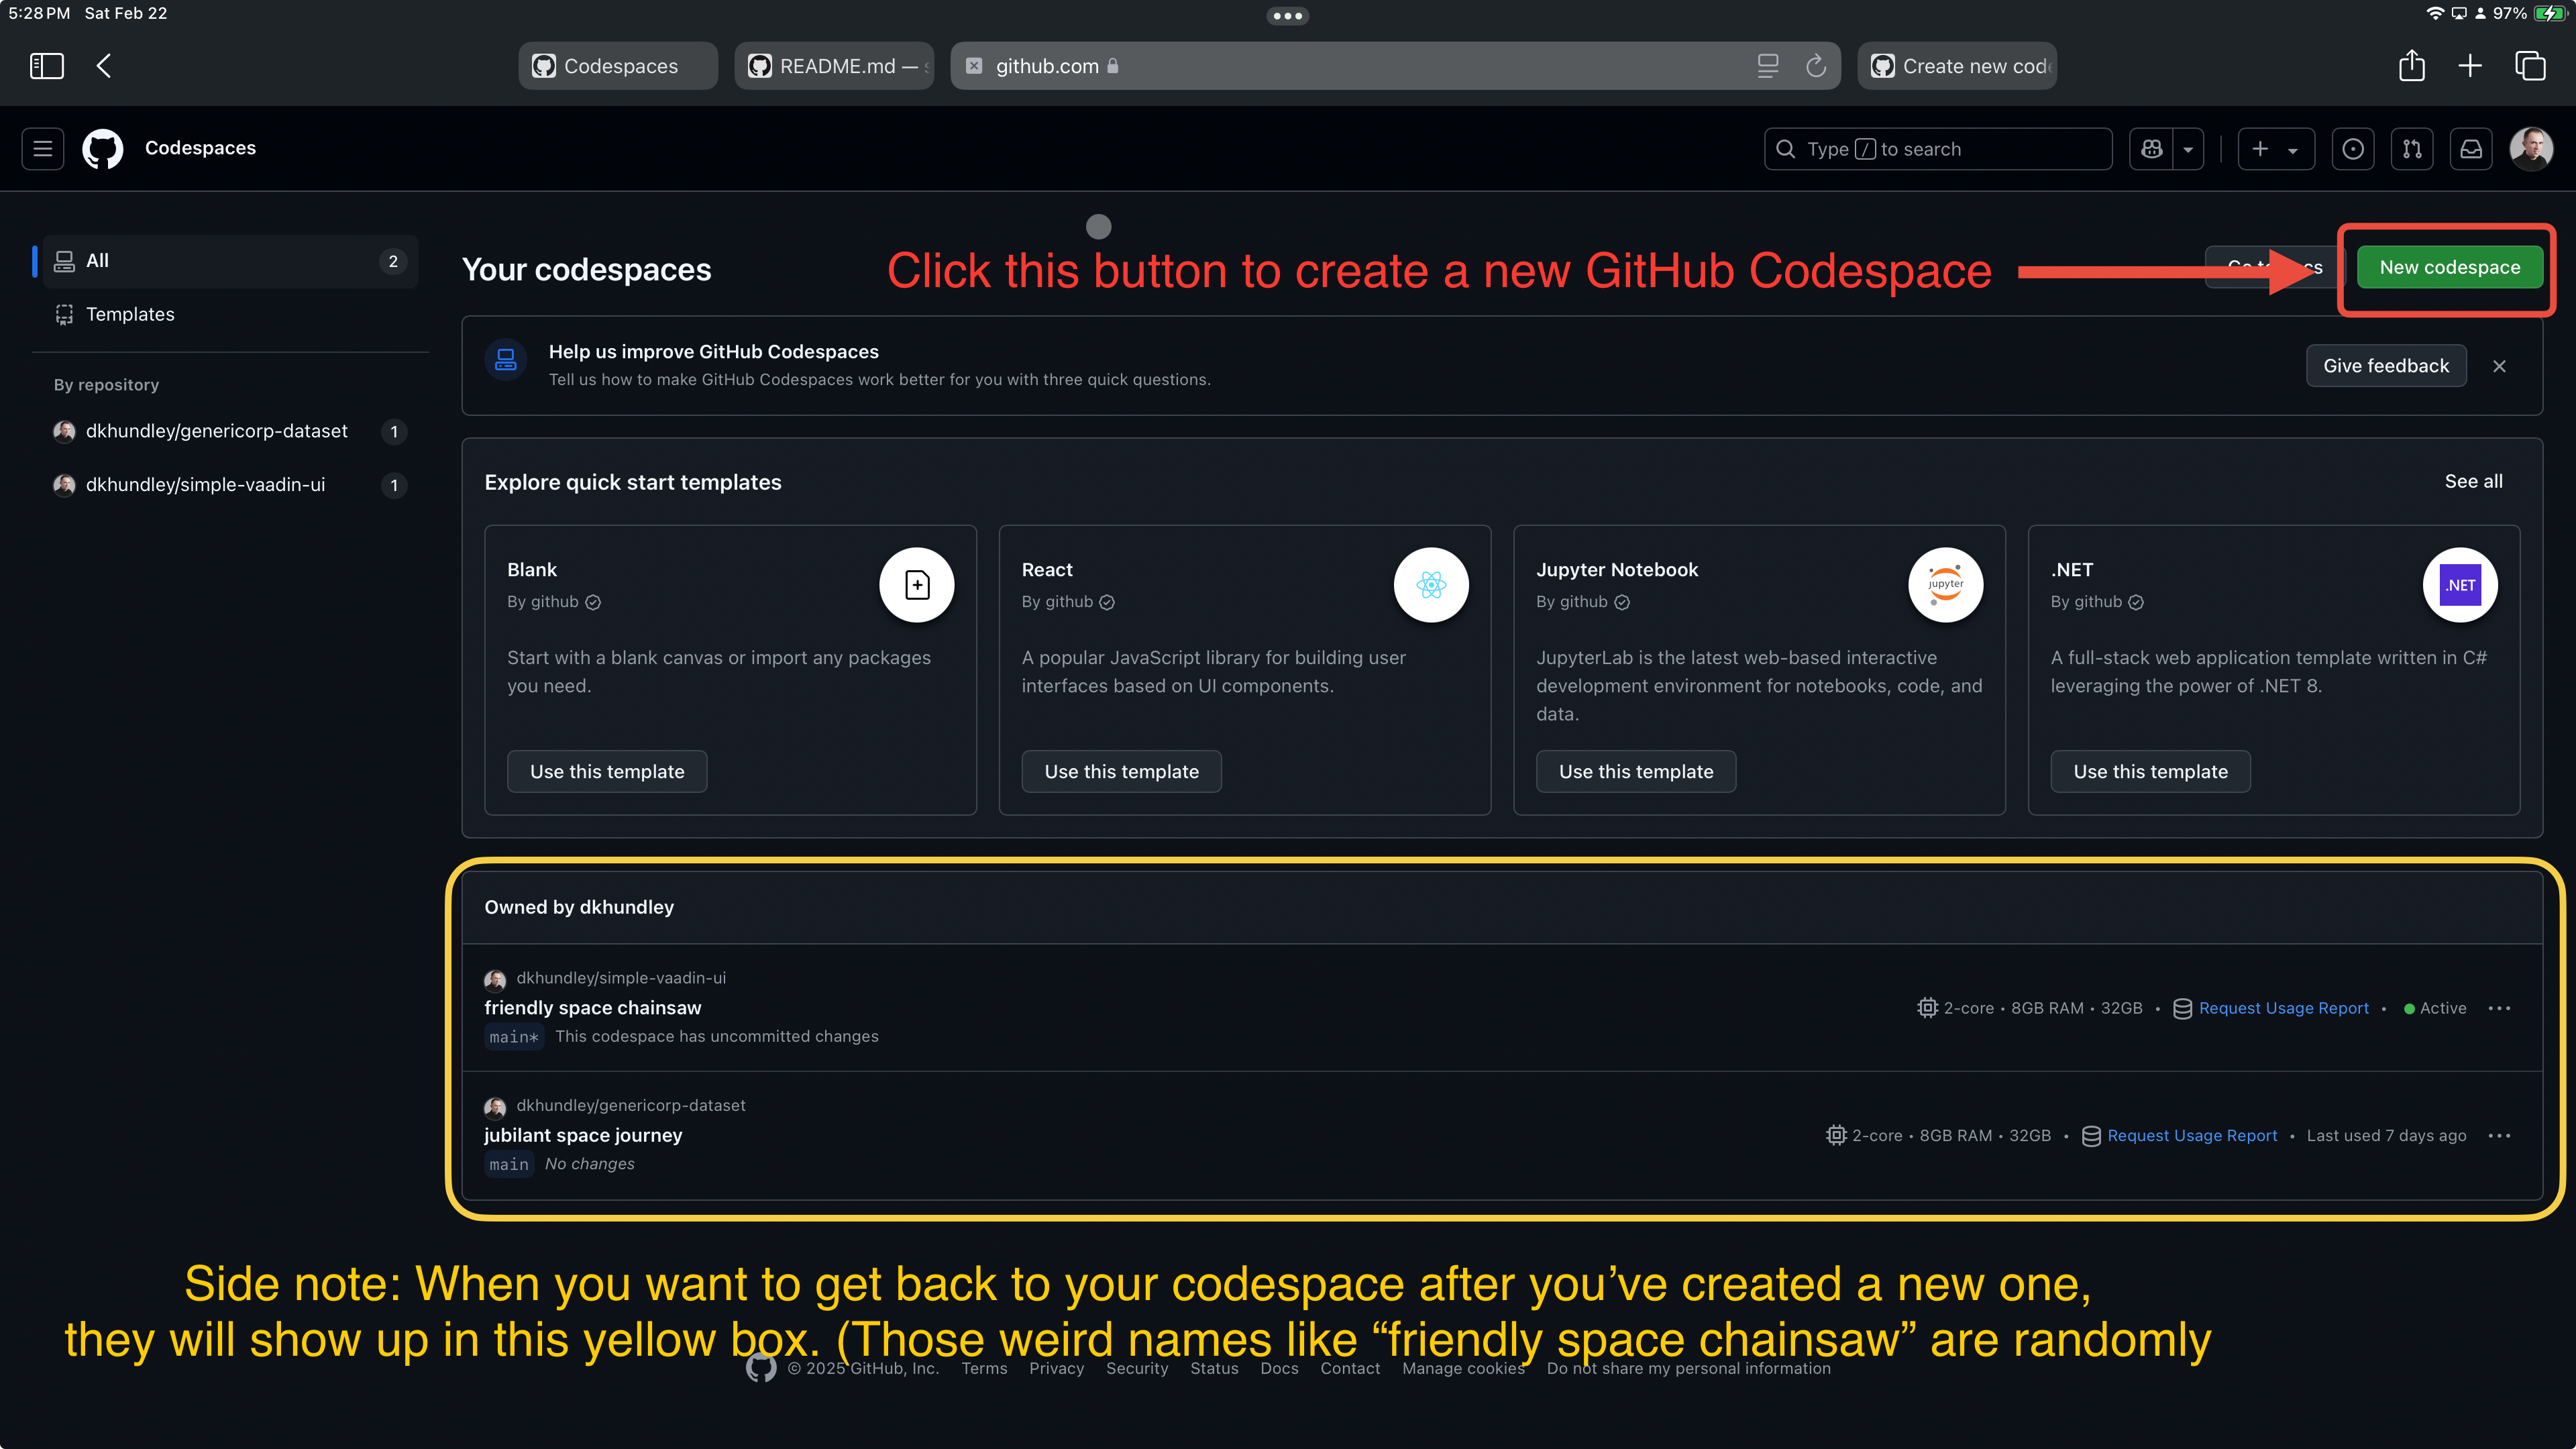 5:28 PM Sat Feb 22
97%
Codespaces
README.md —
github.com
Create new cod
Codespaces
Type / to search
All 2
Templates
By repository
dkhundley/genericorp-dataset 1
dkhundley/simple-vaadin-ui 1
Your codespaces
Click this button to create a new GitHub Codespace
New codespace
Help us improve GitHub Codespaces
Tell us how to make GitHub Codespaces work better for you with three quick questions.
Give feedback
Explore quick start templates
See all
Blank
By github
Start with a blank canvas or import any packages
you need.
Use this template
React
By github
A popular JavaScript library for building user
interfaces based on UI components.
Use this template
Jupyter Notebook
By github
jupyter
JupyterLab is the latest web-based interactive
development environment for notebooks, code, and
data.
Use this template
.NET
By github
.NET
A full-stack web application template written in C#
leveraging the power of .NET 8.
Use this template
Owned by dkhundley
dkhundley/simple-vaadin-ui
friendly space chainsaw
2-core • 8GB RAM • 32GB • Request Usage Report • Active
main* This codespace has uncommitted changes
dkhundley/genericorp-dataset
jubilant space journey
2-core • 8GB RAM • 32GB • Request Usage Report • Last used 7 days ago
main No changes
Side note: When you want to get back to your codespace after you’ve created a new one,
they will show up in this yellow box. (Those weird names like “friendly space chainsaw” are randomly
© 2025 GitHub, Inc. Terms Privacy Security Status Docs Contact Manage cookies Do not share my personal information